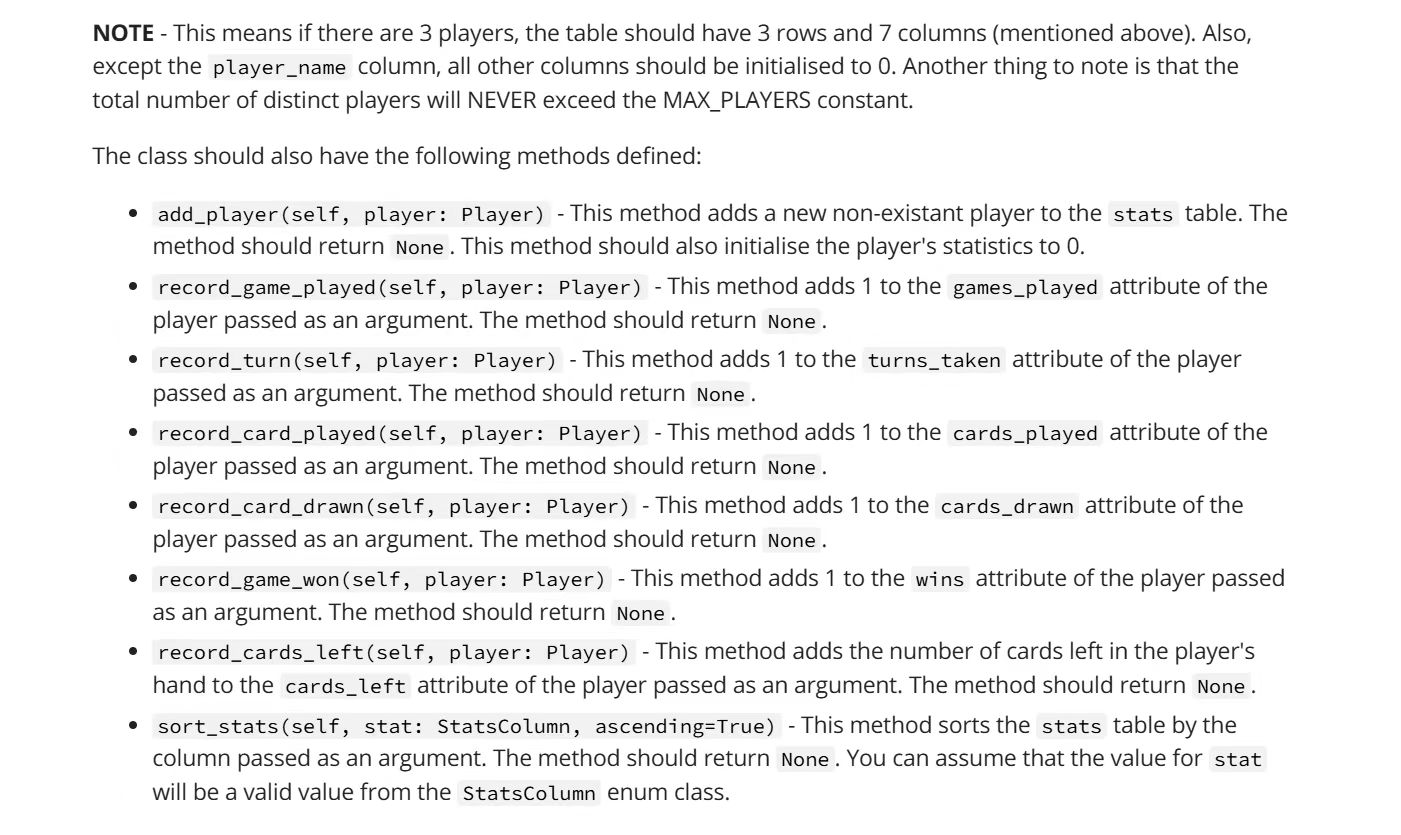 NOTE - This means if there are 3 players, the table should have 3 rows and 7 columns (mentioned above). Also,
except the player_name column, all other columns should be initialised to 0. Another thing to note is that the
total number of distinct players will NEVER exceed the MAX_PLAYERS constant.
The class should also have the following methods defined:
• add_player(self, player: Player) - This method adds a new non-existant player to the stats table. The
method should return None. This method should also initialise the player's statistics to 0.
• record_game_played(self, player: Player) - This method adds 1 to the games_played attribute of the
player passed as an argument. The method should return None.
• record_turn(self, player: Player) - This method adds 1 to the turns_taken attribute of the player
passed as an argument. The method should return None.
• record_card_played(self, player: Player) - This method adds 1 to the cards_played attribute of the
player passed as an argument. The method should return None.
• record_card_drawn(self, player: Player) - This method adds 1 to the cards_drawn attribute of the
player passed as an argument. The method should return None.
• record_game_won(self, player: Player) - This method adds 1 to the wins attribute of the player passed
as an argument. The method should return None.
• record_cards_left(self, player: Player) - This method adds the number of cards left in the player's
hand to the cards_left attribute of the player passed as an argument. The method should return None.
• sort_stats(self, stat: StatsColumn, ascending=True) - This method sorts the stats table by the
column passed as an argument. The method should return None. You can assume that the value for stat
will be a valid value from the StatsColumn enum class.